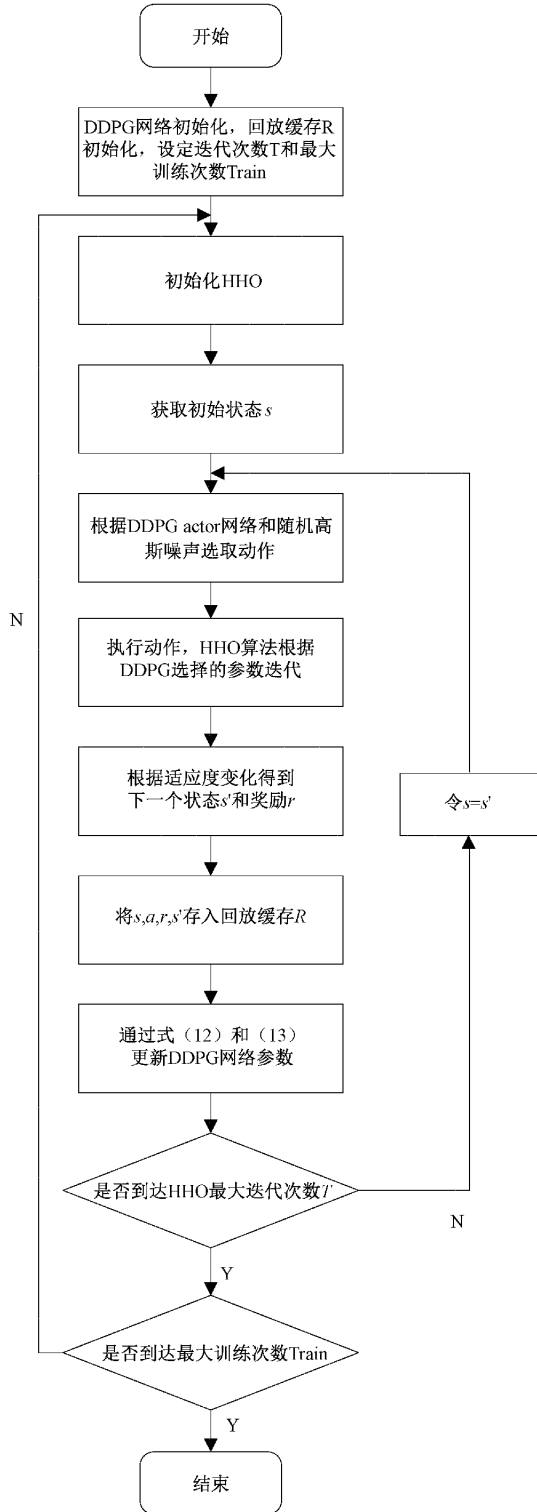 开始
DDPG网络初始化，回放缓存R
初始化，设定迭代次数T和最大
训练次数Train
初始化HHO
获取初始状态s
根据DDPG actor网络和随机高
斯噪声选取动作
N
执行动作，HHO算法根据
DDPG选择的参数迭代
根据适应度变化得到
下一个状态s'和奖励r
令s=s'
将s,a,r,s'存入回放缓存R
通过式（12）和（13）
更新DDPG网络参数
是否到达HHO最大迭代次数T
N
Y
是否到达最大训练次数Train
Y
结束